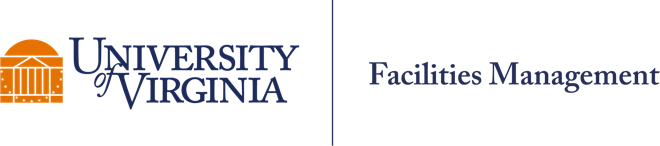 UNIVERSITY
of VIRGINIA
Facilities Management